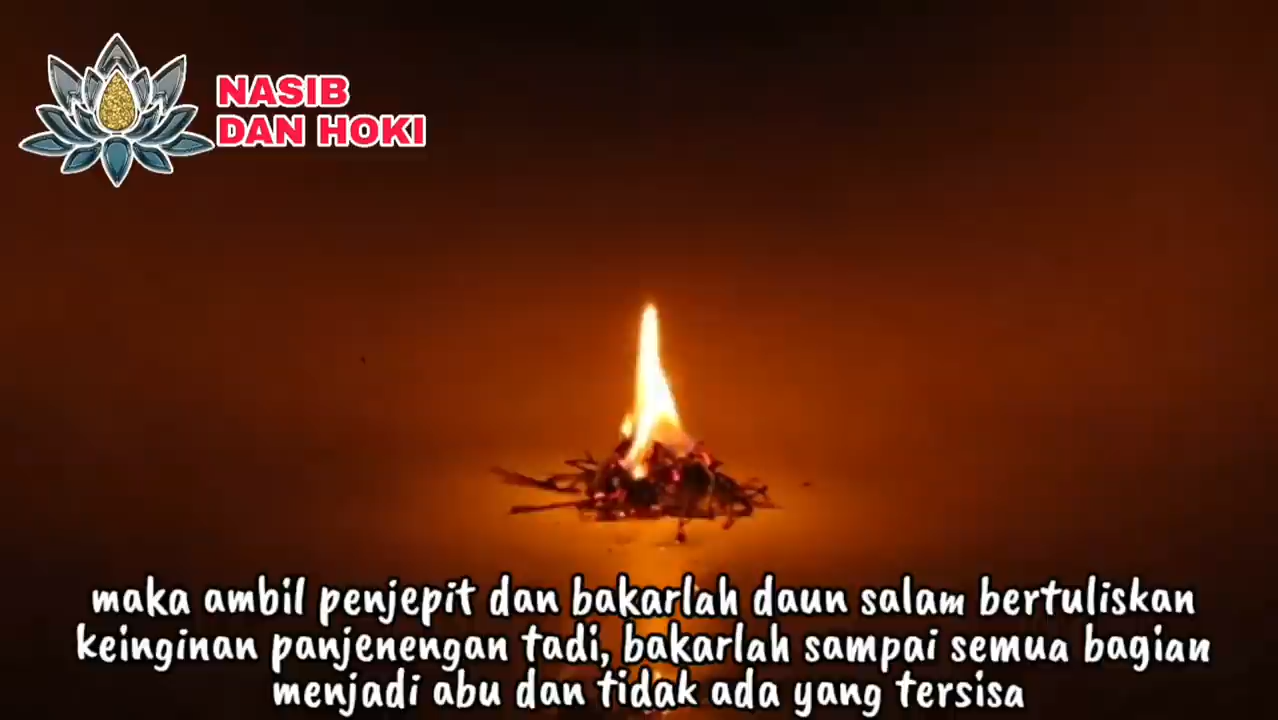 NASIB
DAN HOKI
maka ambil penjepit dan bakarlah daun salam bertuliskan
keinginan panjenengan tadi, bakarlah sampai semua bagian
menjadi abu dan tidak ada yang tersisa